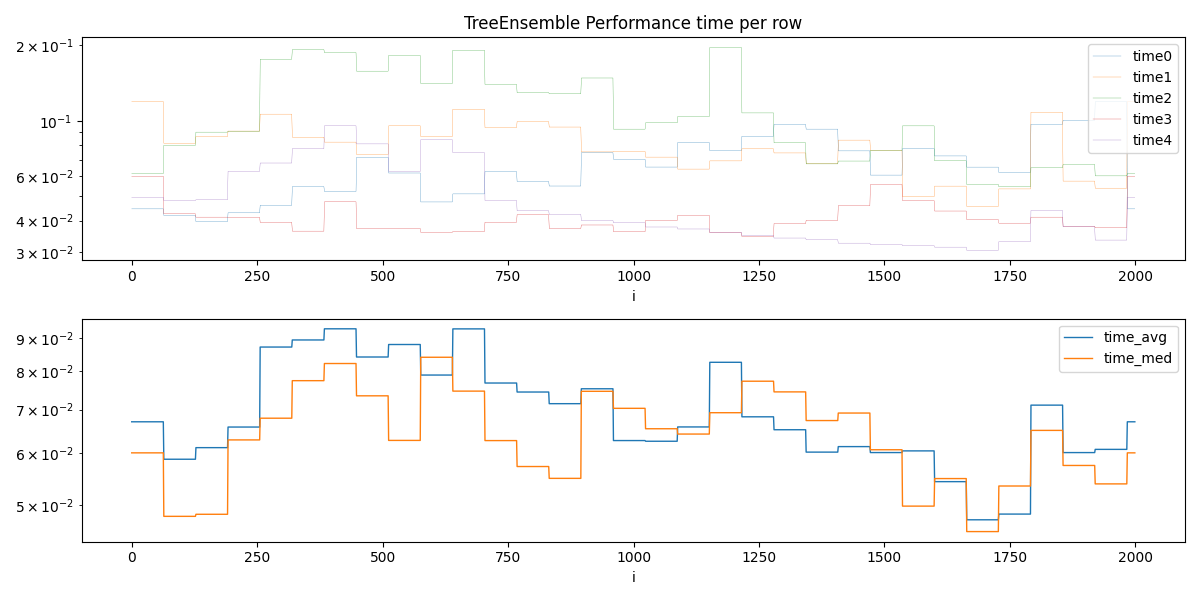 TreeEnsemble Performance time per row
2 × 10⁻¹
10⁻¹
6 × 10⁻²
4 × 10⁻²
3 × 10⁻²
time0
time1
time2
time3
time4
0 250 500 750 1000 1250 1500 1750 2000
i
9 × 10⁻²
8 × 10⁻²
7 × 10⁻²
6 × 10⁻²
5 × 10⁻²
time_avg
time_med
0 250 500 750 1000 1250 1500 1750 2000
i